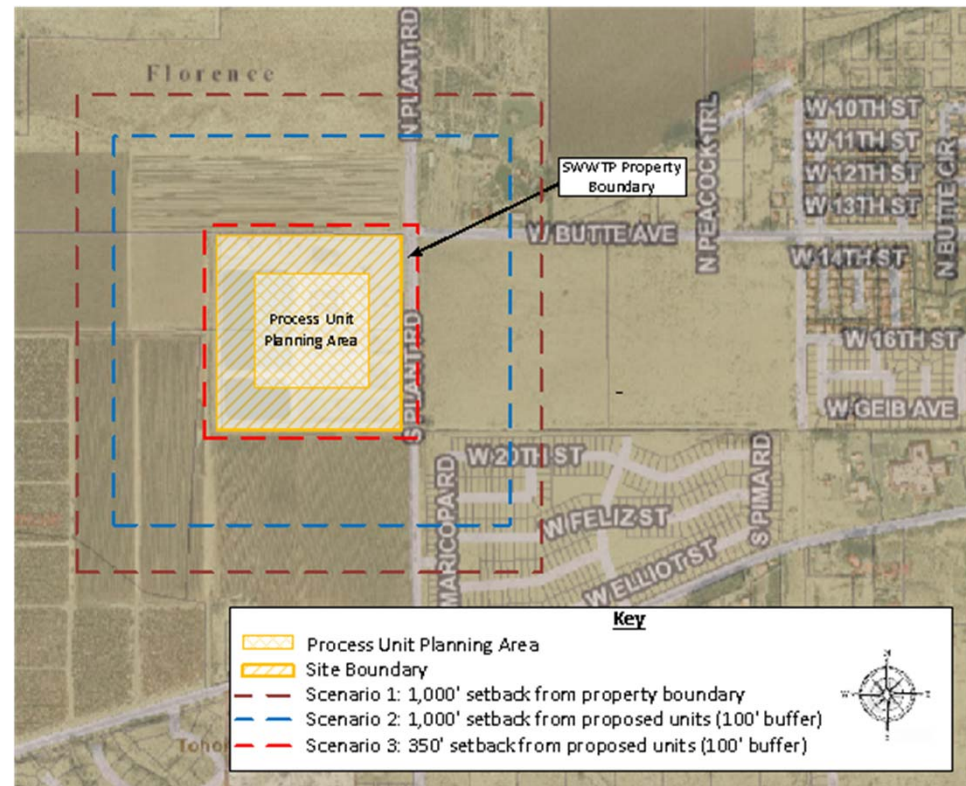 Florence
N PLANT RD
N PEACOCK TRL
W 10TH ST
W 11TH ST
W 12TH ST
W 13TH ST
N BUTTE CIR
SWWTP Property
Boundary
W BUTTE AVE
W 14TH ST
Process Unit
Planning Area
S PLANT RD
W 16TH ST
W GEIB AVE
W 20TH ST
MARICOPA RD
W FELIZ ST
S PIMA RD
W ELLIOT ST
Key
Process Unit Planning Area
Site Boundary
Scenario 1: 1,000' setback from property boundary
Scenario 2: 1,000' setback from proposed units (100' buffer)
Scenario 3: 350' setback from proposed units (100' buffer)
N
W
E
S